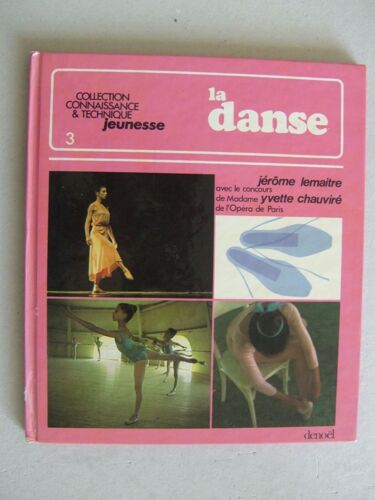 COLLECTION
CONNAISSANCE
& TECHNIQUE
jeunesse
3
la
danse
jérôme lemaitre
avec le concours
de Madame yvette chauviré
de l'Opéra de Paris
denoël